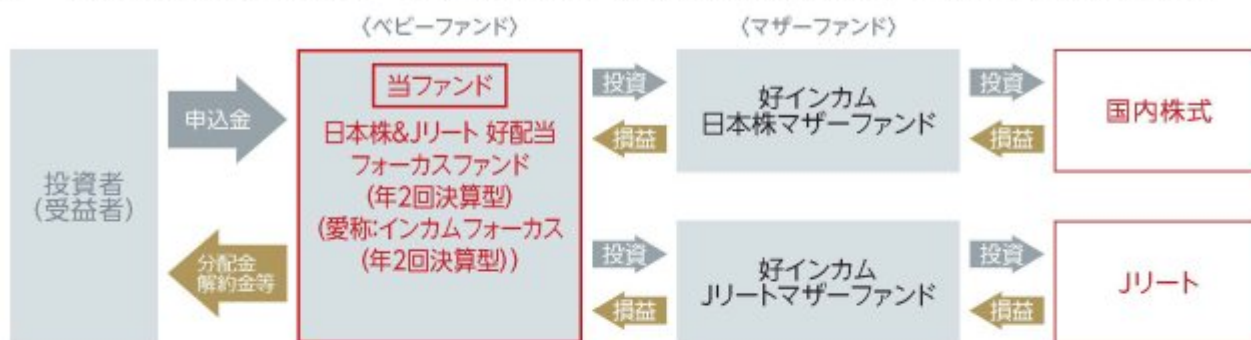 〈ベビーファンド〉
〈マザーファンド〉
投資者
(受益者)
申込金
分配金
解約金等
当ファンド
日本株&Jリート 好配当
フォーカスファンド
(年2回決算型)
(愛称:インカムフォーカス
(年2回決算型))
投資
損益
好インカム
日本株マザーファンド
投資
損益
国内株式
投資
損益
好インカム
Jリートマザーファンド
投資
損益
Jリート